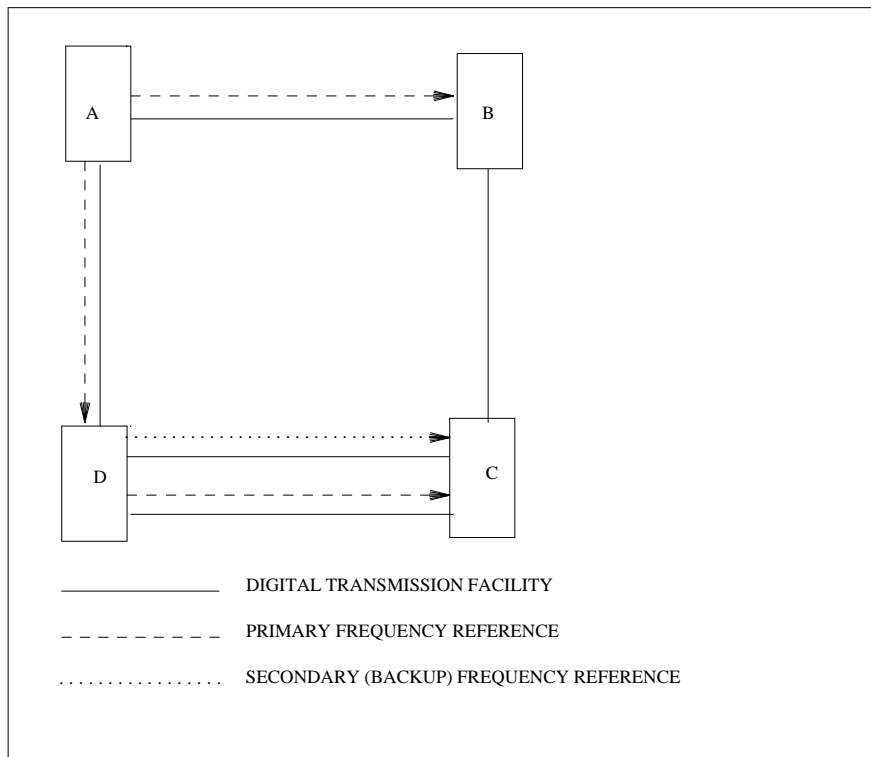 A
B
D
C
DIGITAL TRANSMISSION FACILITY
PRIMARY FREQUENCY REFERENCE
SECONDARY (BACKUP) FREQUENCY REFERENCE